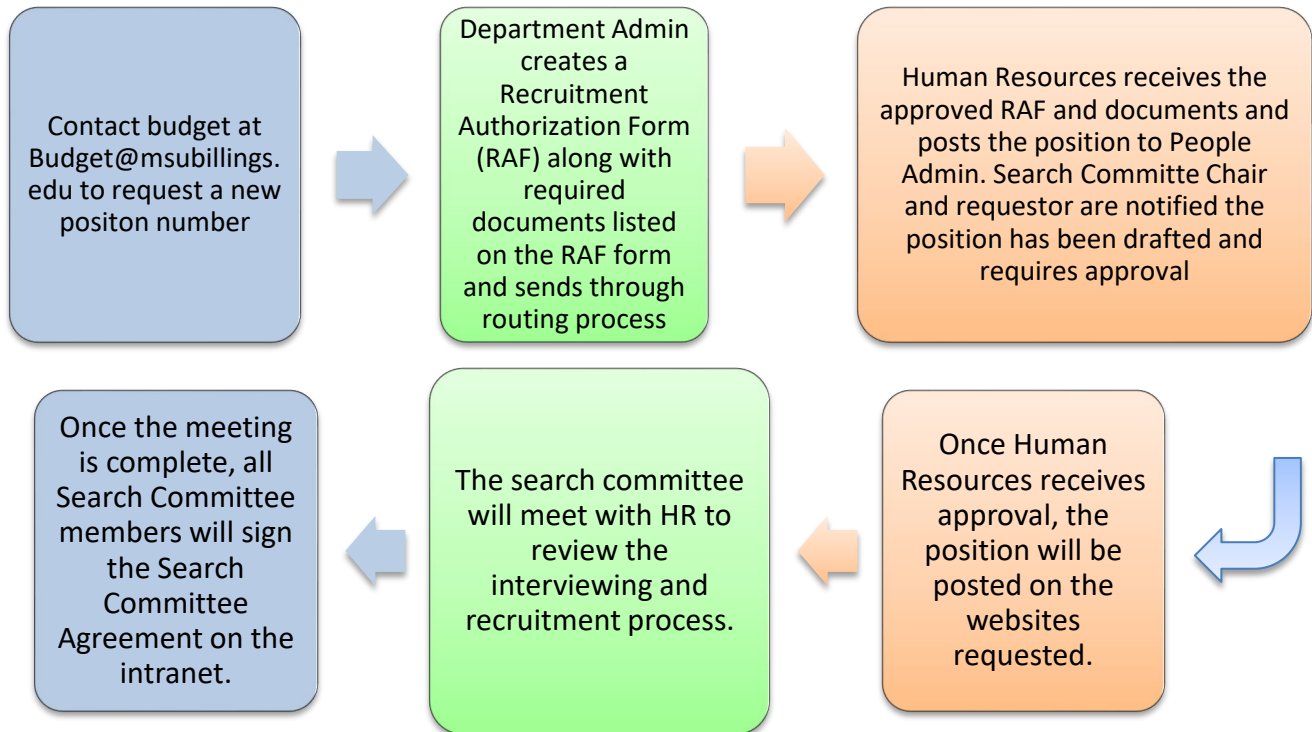 Contact budget at
Budget@msubillings.
edu to request a new
positon number
Department Admin
creates a
Recruitment
Authorization Form
(RAF) along with
required
documents listed
on the RAF form
and sends through
routing process
Human Resources receives the
approved RAF and documents and
posts the position to People
Admin. Search Committe Chair
and requestor are notified the
position has been drafted and
requires approval
Once Human
Resources receives
approval, the
position will be
posted on the
websites
requested.
The search committee
will meet with HR to
review the
interviewing and
recruitment process.
Once the meeting
is complete, all
Search Committee
members will sign
the Search
Committee
Agreement on the
intranet.